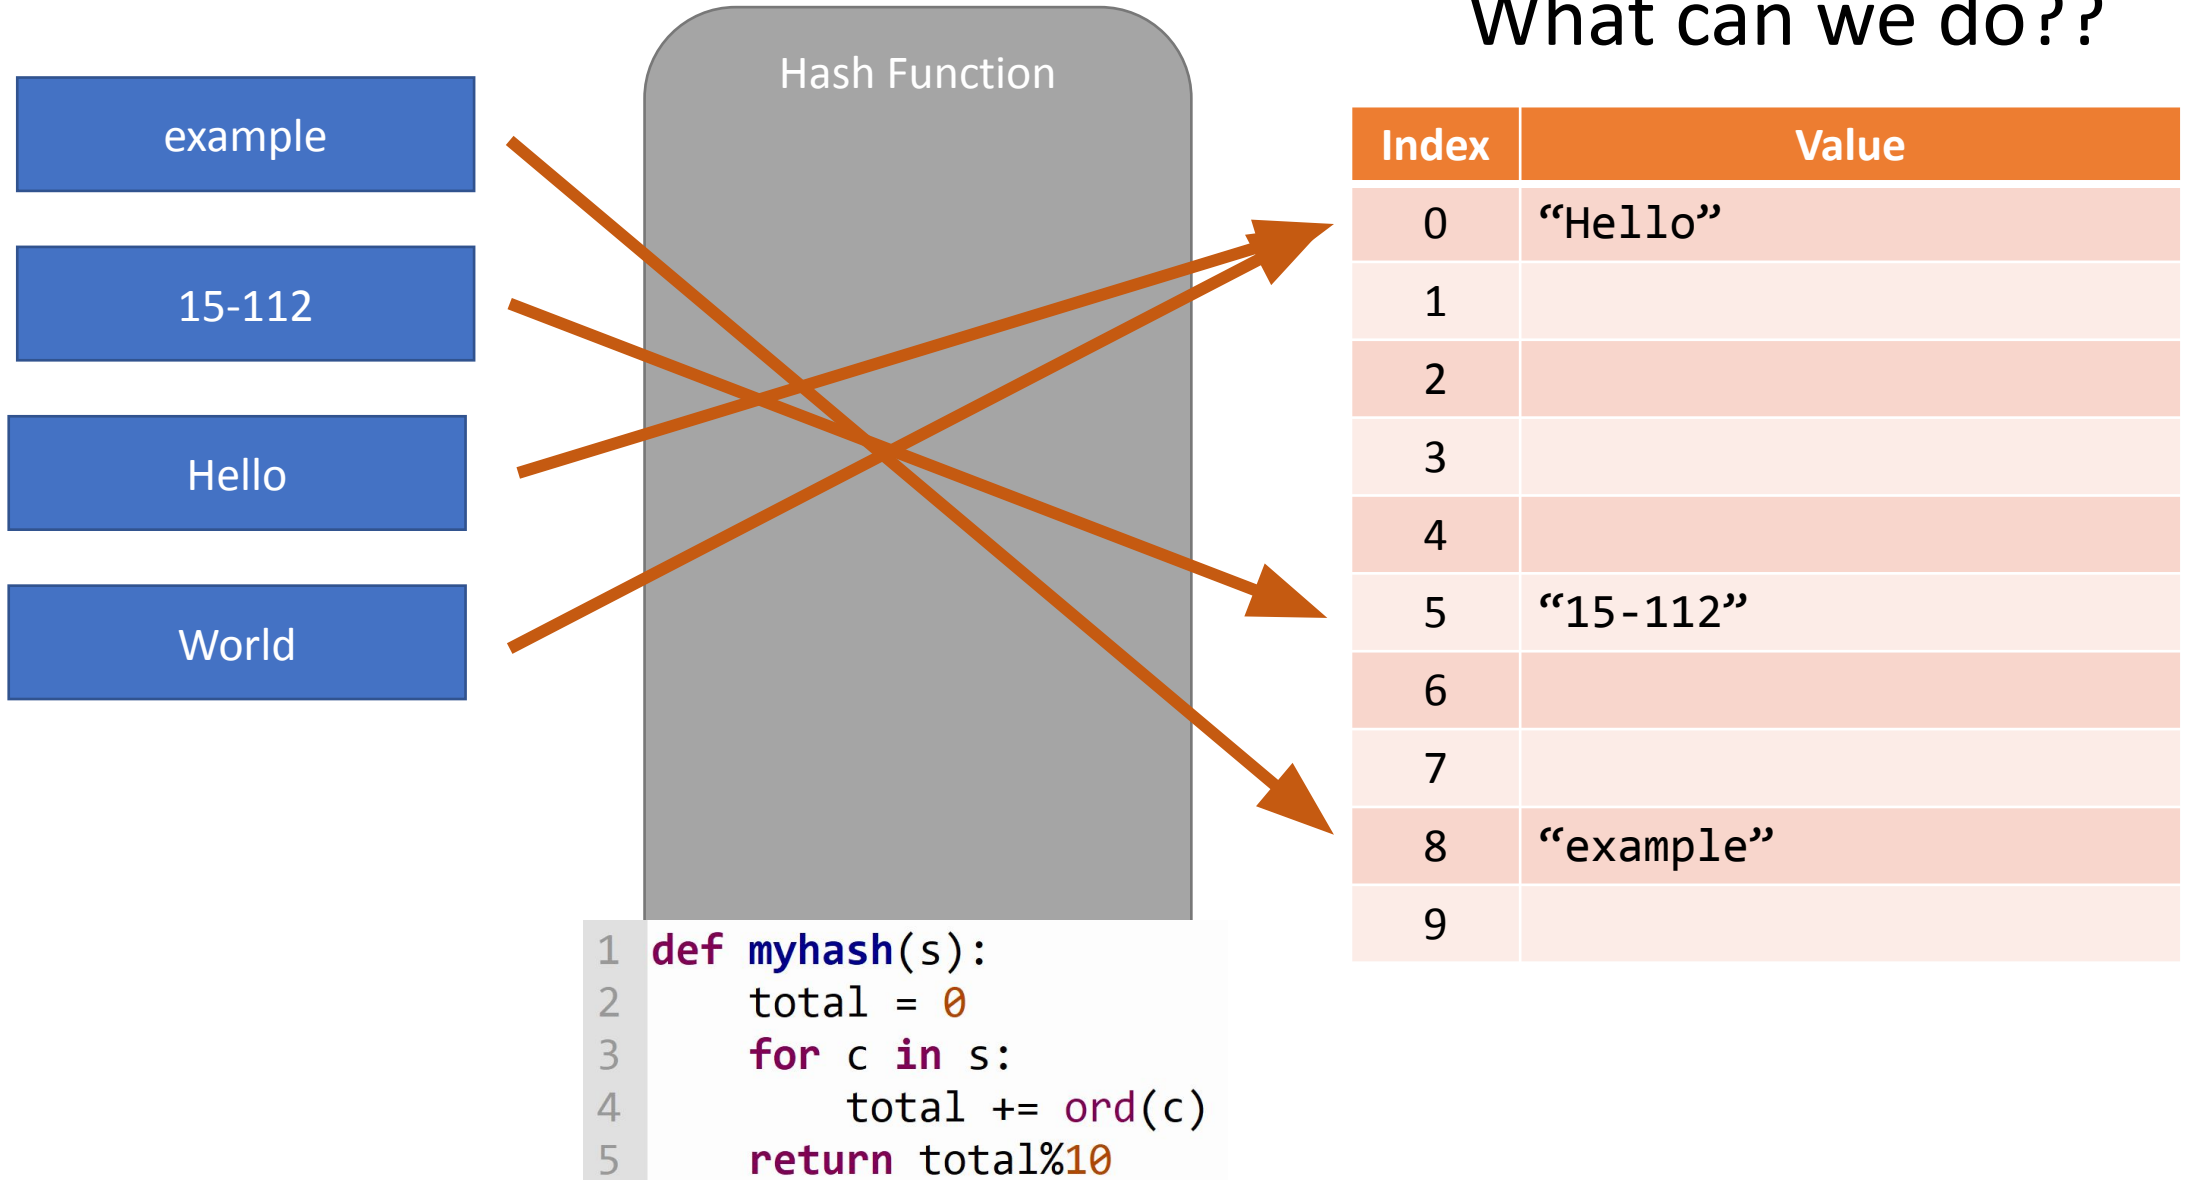 What can we do??
Hash Function
example
15-112
Hello
World
Index Value
0 “Hello”
1
2
3
4
5 “15-112”
6
7
8 “example”
9
1 def myhash(s):
2     total = 0
3     for c in s:
4         total += ord(c)
5     return total%10